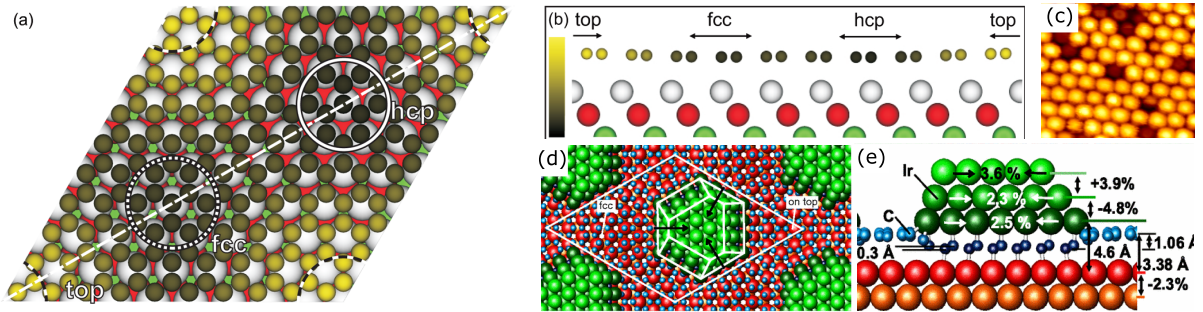 (a)
hcp
fcc
top
(b)
top
fcc
hcp
top
(c)
(d)
fcc
on top
(e)
Ir
3.6 %
+3.9%
2.3 %
-4.8%
C
2.5 %
0.3 Å
4.6 Å
1.06 Å
3.38 Å
-2.3%